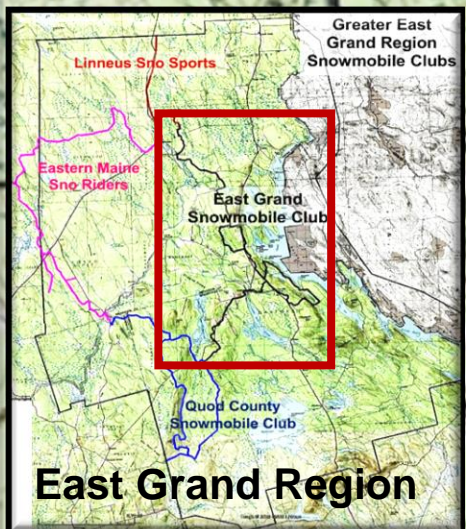 Greater East
Grand Region
Snowmobile Clubs
Linneus Sno Sports
Eastern Maine
Sno Riders
East Grand
Snowmobile Club
Quod County
Snowmobile Club
East Grand Region